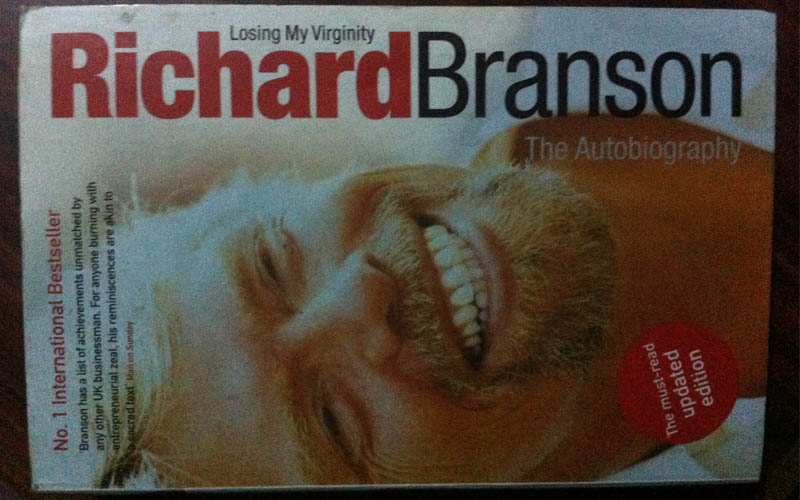 Losing My Virginity
RichardBranson
The Autobiography
No. 1 International Bestseller
'Branson has a list of achievements unmatched by
any other UK businessman. For anyone burning with
entrepreneurial zeal, his reminiscences are akin to
a sacred text' Mail on Sunday
The must-read
updated
edition